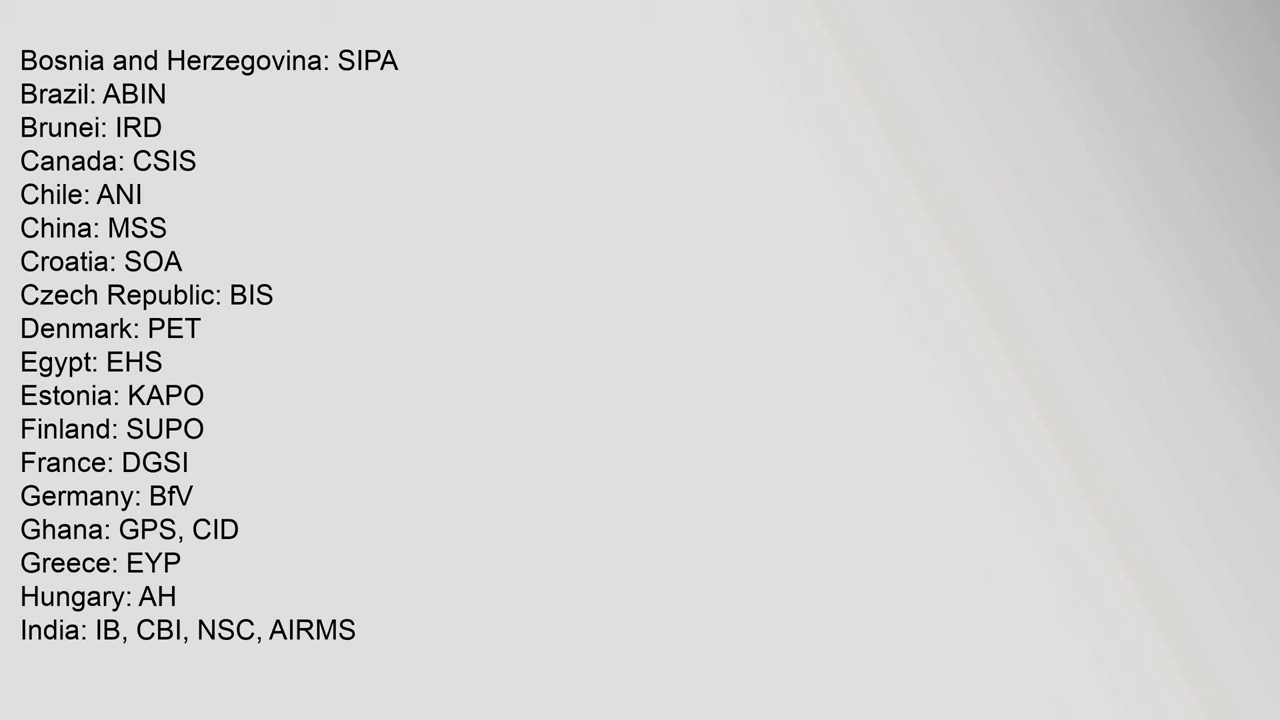 Bosnia and Herzegovina: SIPA
Brazil: ABIN
Brunei: IRD
Canada: CSIS
Chile: ANI
China: MSS
Croatia: SOA
Czech Republic: BIS
Denmark: PET
Egypt: EHS
Estonia: KAPO
Finland: SUPO
France: DGSI
Germany: BfV
Ghana: GPS, CID
Greece: EYP
Hungary: AH
India: IB, CBI, NSC, AIRMS